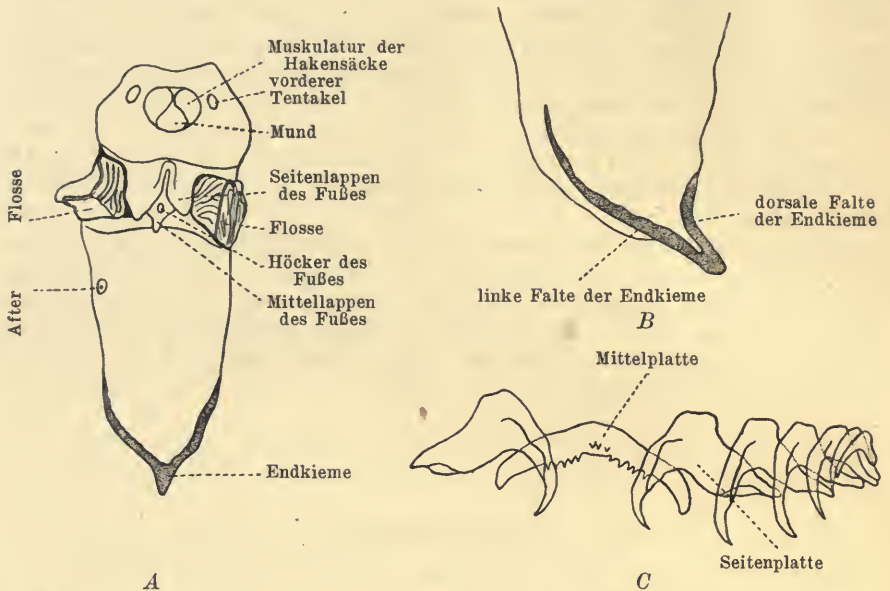 Muskulatur der
Hakensäcke
vorderer
Tentakel
Mund
Seitenlappen
des Fußes
Flosse
Flosse
Höcker des
Fußes
Mittellappen
des Fußes
After
Endkieme
A
dorsale Falte
der Endkieme
linke Falte der Endkieme
B
Mittelplatte
Seitenplatte
C